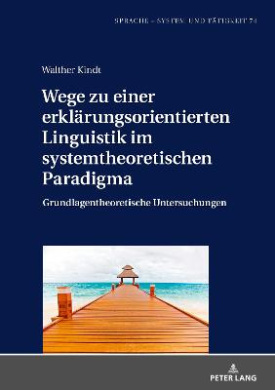 SPRACHE – SYSTEM UND TÄTIGKEIT 74
Walther Kindt
Wege zu einer
erklärungsorientierten
Linguistik im
systemtheoretischen
Paradigma
Grundlagentheoretische Untersuchungen
PETER LANG